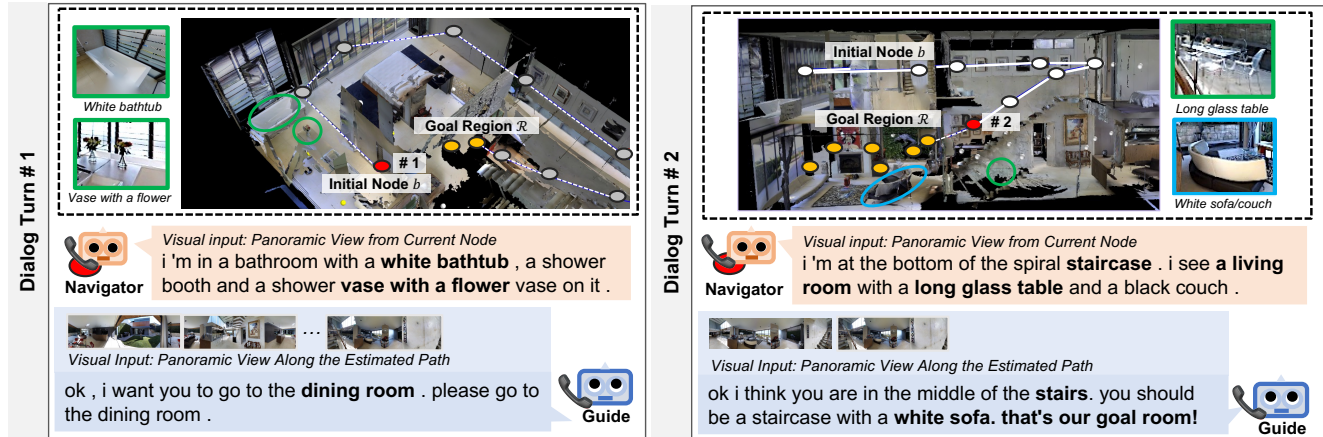 Dialog Turn # 1
White bathtub
Vase with a flower
Goal Region ℛ
# 1
Initial Node b
Navigator
Visual input: Panoramic View from Current Node
i 'm in a bathroom with a white bathtub , a shower
booth and a shower vase with a flower vase on it .
...
Visual Input: Panoramic View Along the Estimated Path
ok , i want you to go to the dining room . please go to
the dining room .
Guide
Dialog Turn # 2
Initial Node b
Goal Region ℛ
# 2
Long glass table
White sofa/couch
Navigator
Visual input: Panoramic View from Current Node
i 'm at the bottom of the spiral staircase . i see a living
room with a long glass table and a black couch .
Visual Input: Panoramic View Along the Estimated Path
ok i think you are in the middle of the stairs. you should
be a staircase with a white sofa. that's our goal room!
Guide